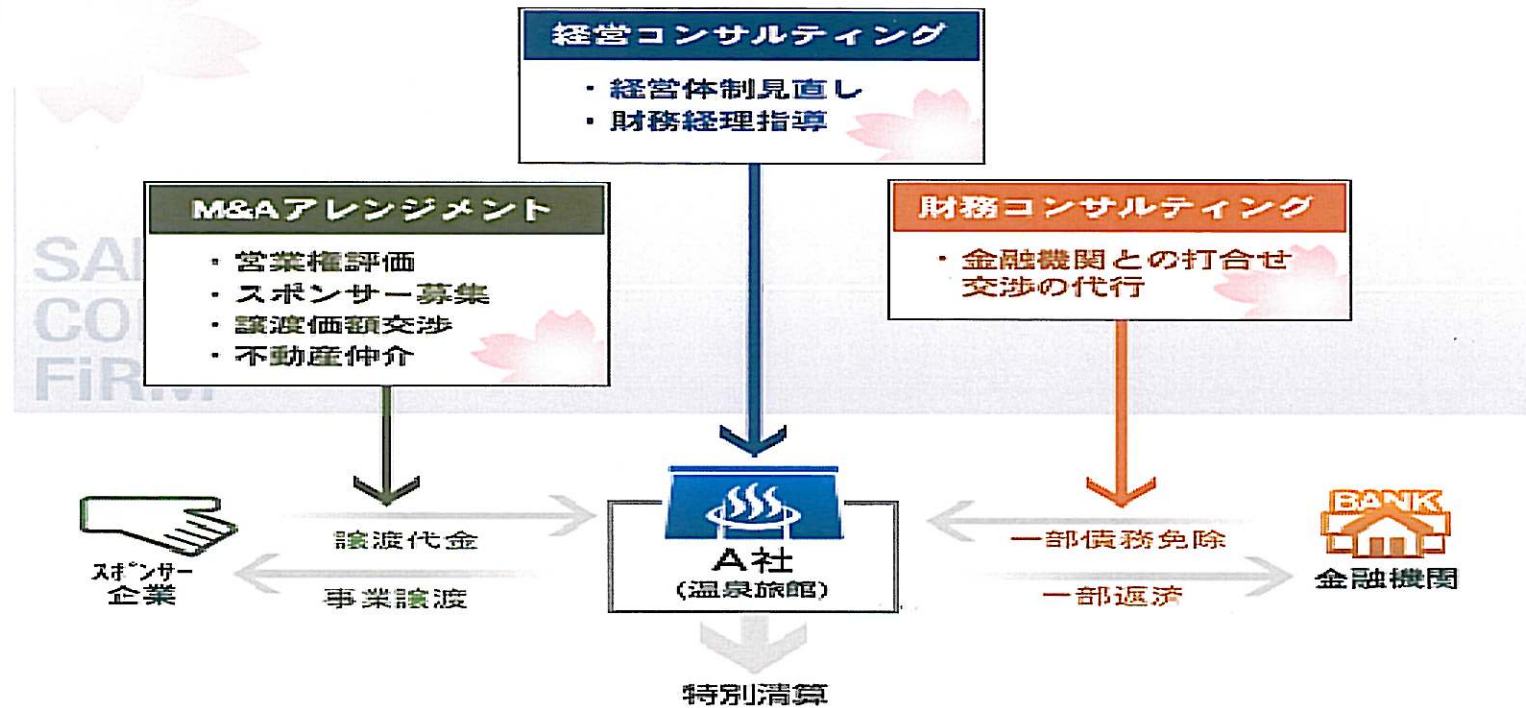 経営コンサルティング
・経営体制見直し
・財務経理指導
M&Aアレンジメント
・営業権評価
・スポンサー募集
・譲渡価額交渉
・不動産仲介
財務コンサルティング
・金融機関との打合せ
交渉の代行
CO
FiRM
スポンサー
企業
譲渡代金
事業譲渡
A社
(温泉旅館)
一部債務免除
一部返済
BANK
金融機関
特別清算